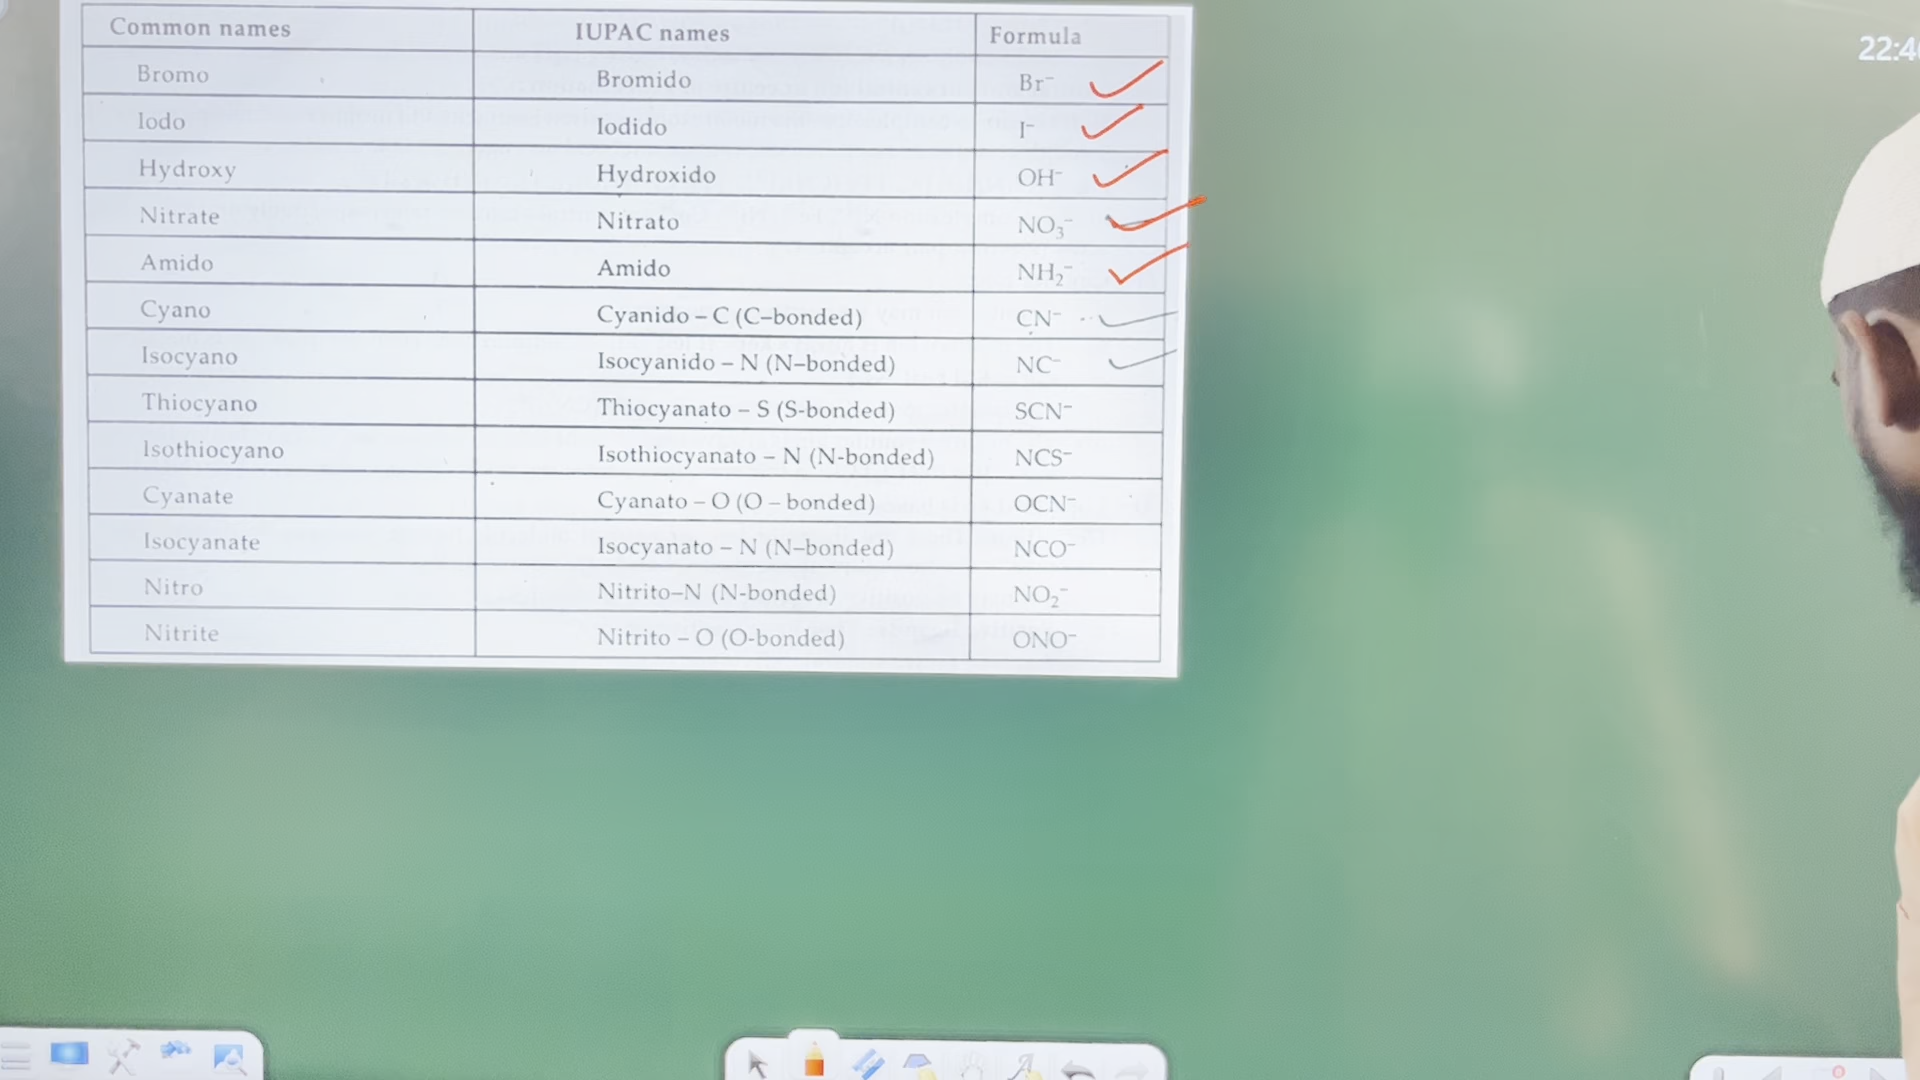 Common names IUPAC names Formula
Bromo Bromido Br⁻
Iodo Iodido I⁻
Hydroxy Hydroxido OH⁻
Nitrate Nitrato NO₃⁻
Amido Amido NH₂⁻
Cyano Cyanido – C (C–bonded) CN⁻
Isocyano Isocyanido – N (N–bonded) NC⁻
Thiocyano Thiocyanato – S (S-bonded) SCN⁻
Isothiocyano Isothiocyanato – N (N-bonded) NCS⁻
Cyanate Cyanato – O (O – bonded) OCN⁻
Isocyanate Isocyanato – N (N–bonded) NCO⁻
Nitro Nitrito–N (N-bonded) NO₂⁻
Nitrite Nitrito – O (O-bonded) ONO⁻